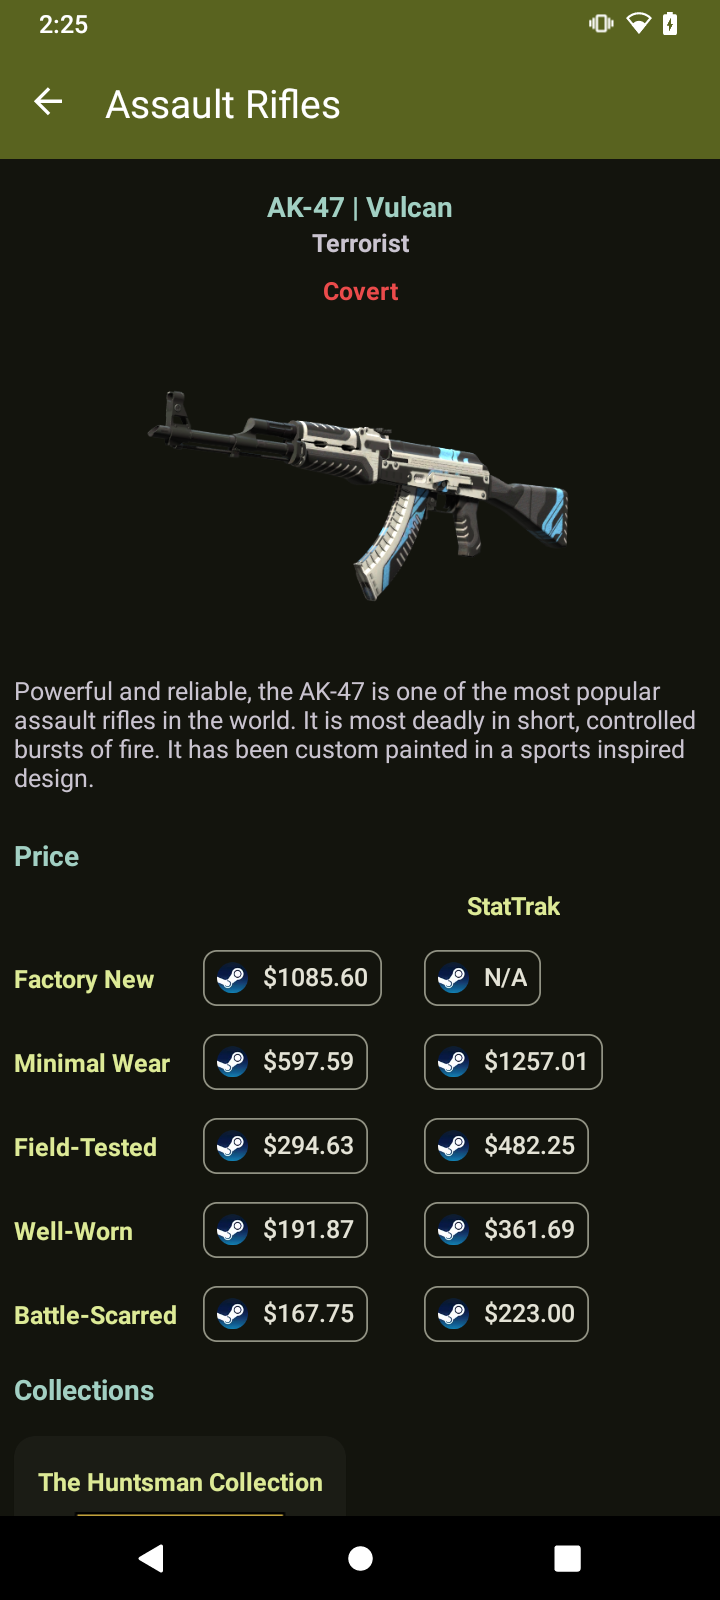 2:25
Assault Rifles
AK-47 | Vulcan
Terrorist
Covert
Powerful and reliable, the AK-47 is one of the most popular
assault rifles in the world. It is most deadly in short, controlled
bursts of fire. It has been custom painted in a sports inspired
design.
Price
StatTrak
Factory New $1085.60 N/A
Minimal Wear $597.59 $1257.01
Field-Tested $294.63 $482.25
Well-Worn $191.87 $361.69
Battle-Scarred $167.75 $223.00
Collections
The Huntsman Collection